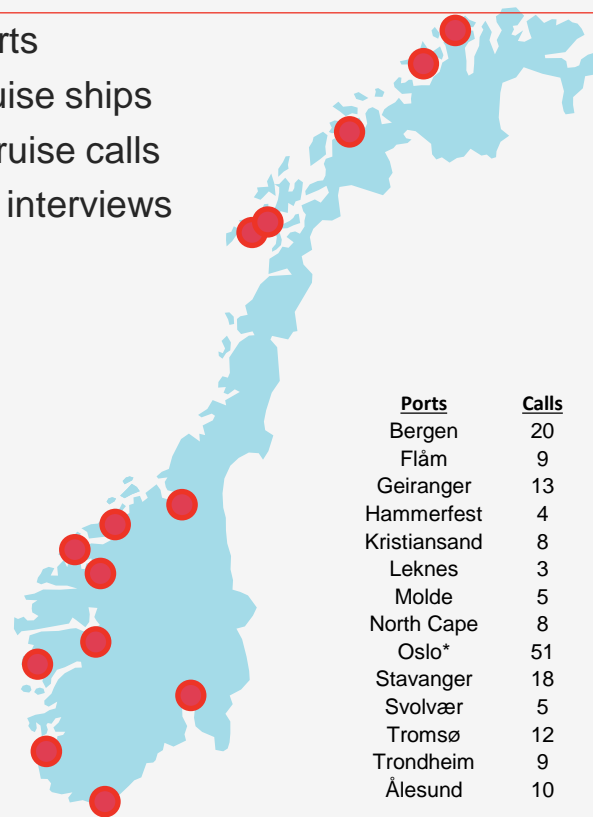 rts
uise ships
ruise calls
interviews
Ports Calls
Bergen 20
Flåm 9
Geiranger 13
Hammerfest 4
Kristiansand 8
Leknes 3
Molde 5
North Cape 8
Oslo* 51
Stavanger 18
Svolvær 5
Tromsø 12
Trondheim 9
Ålesund 10